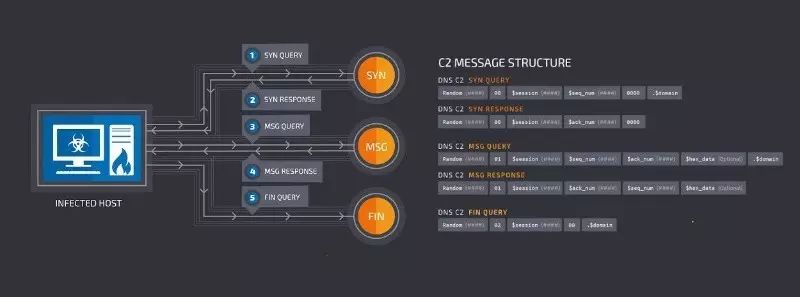 1 SYN QUERY
SYN
2 SYN RESPONSE
3 MSG QUERY
MSG
4 MSG RESPONSE
5 FIN QUERY
FIN
INFECTED HOST
C2 MESSAGE STRUCTURE
DNS C2 SYN QUERY
Random (####) 00 $session (####) $seq_num (####) 0000 .$domain
DNS C2 SYN RESPONSE
Random (####) 00 $session (####) $ack_num (####) 0000
DNS C2 MSG QUERY
Random (####) 01 $session (####) $seq_num (####) $ack_num (####) $hex_data (Optional) .$domain
DNS C2 MSG RESPONSE
Random (####) 01 $session (####) $ack_num (####) $seq_num (####) $hex_data (Optional)
DNS C2 FIN QUERY
Random (####) 02 $session (####) 00 .$domain